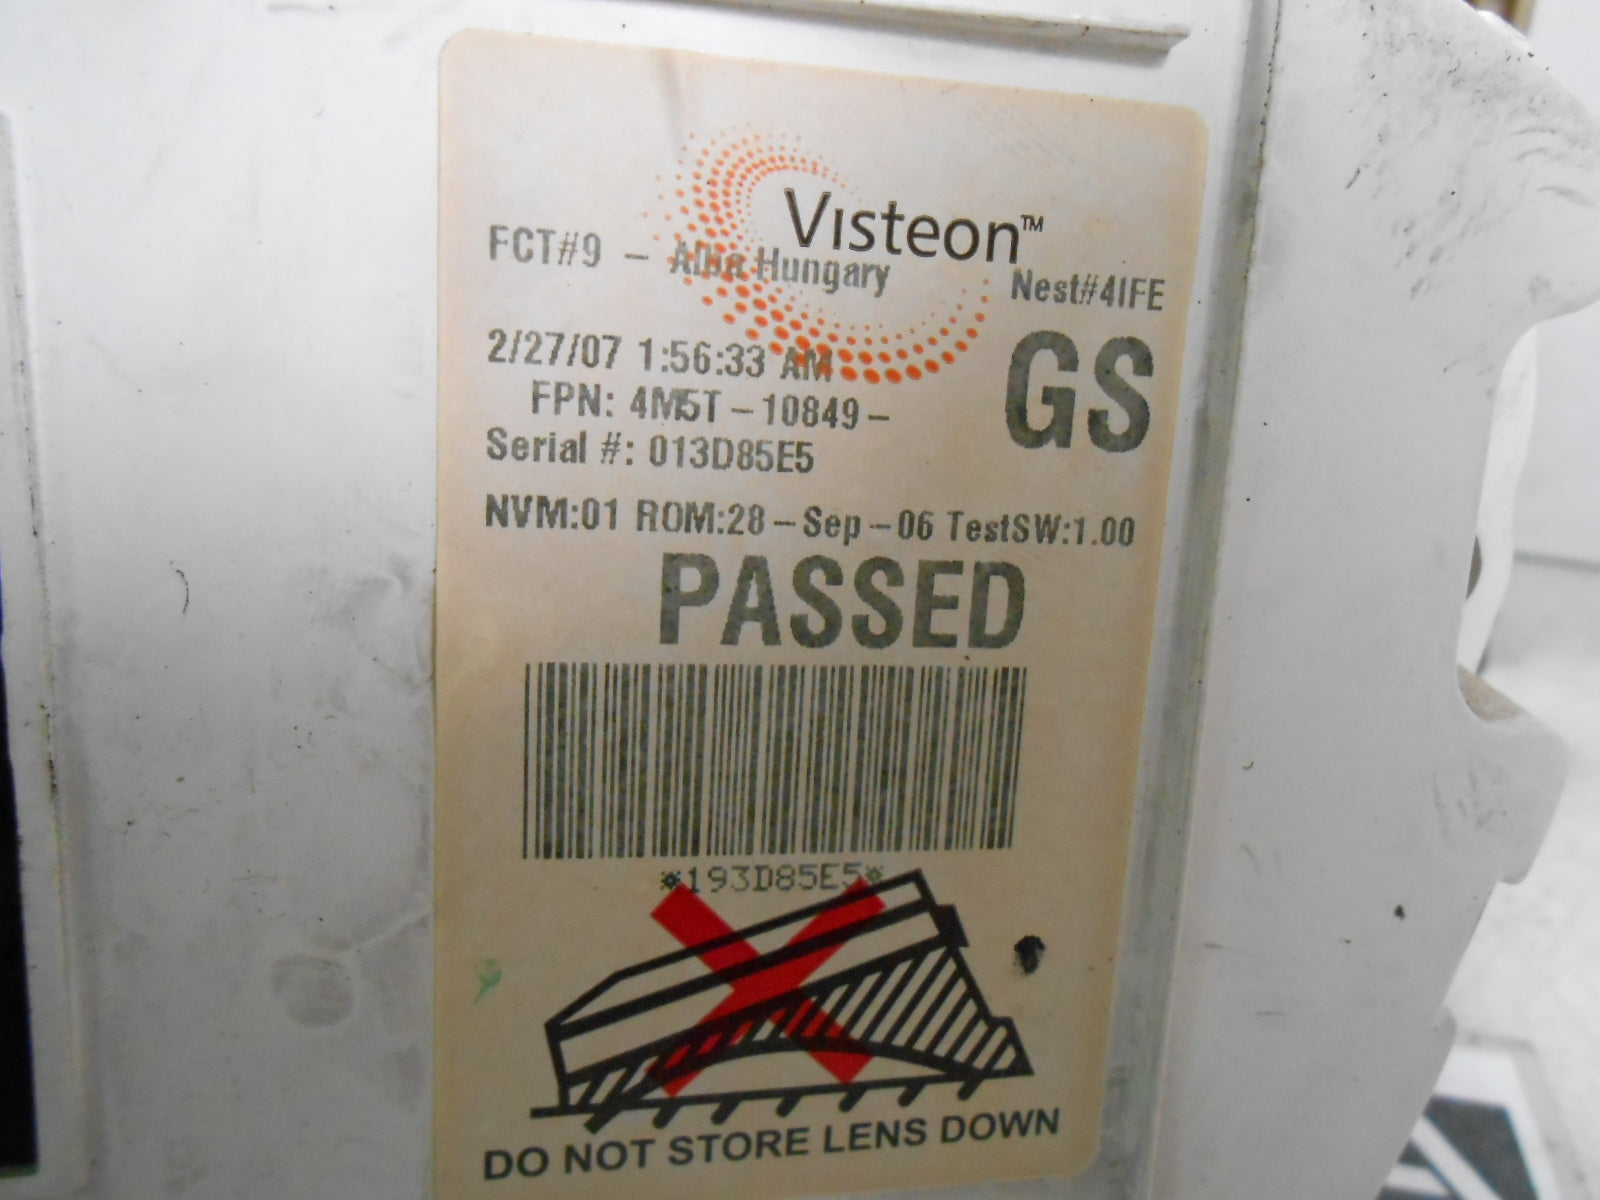 Visteon™
FCT#9 – Alba Hungary
Nest#4IFE
2/27/07 1:56:33 AM
GS
FPN: 4M5T–10849–
Serial #: 013D85E5
NVM:01 ROM:28–Sep–06 TestSW:1.00
PASSED
*193D85E5*
DO NOT STORE LENS DOWN